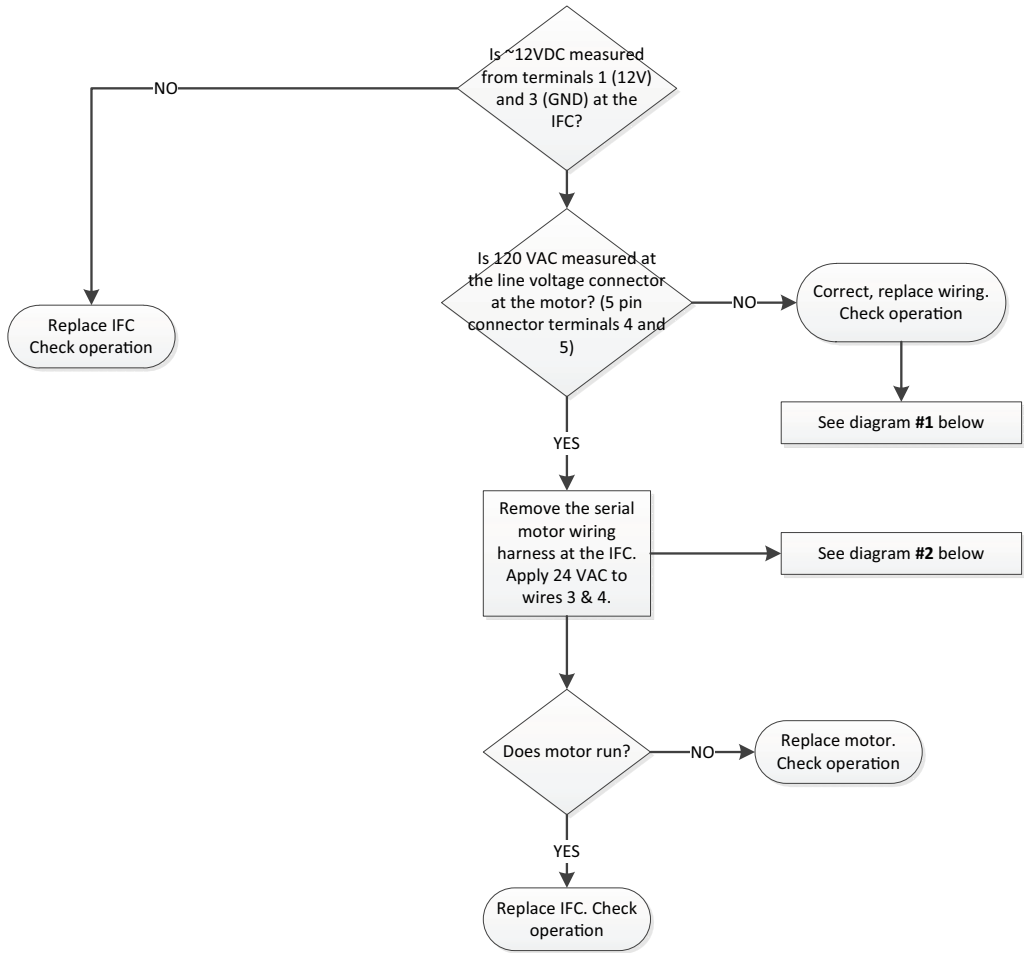 Is ~12VDC measured
from terminals 1 (12V)
and 3 (GND) at the
IFC?
NO
Replace IFC
Check operation
Is 120 VAC measured at
the line voltage connector
at the motor? (5 pin
connector terminals 4 and
5)
NO
Correct, replace wiring.
Check operation
See diagram #1 below
YES
Remove the serial
motor wiring
harness at the IFC.
Apply 24 VAC to
wires 3 & 4.
See diagram #2 below
Does motor run?
NO
Replace motor.
Check operation
YES
Replace IFC. Check
operation